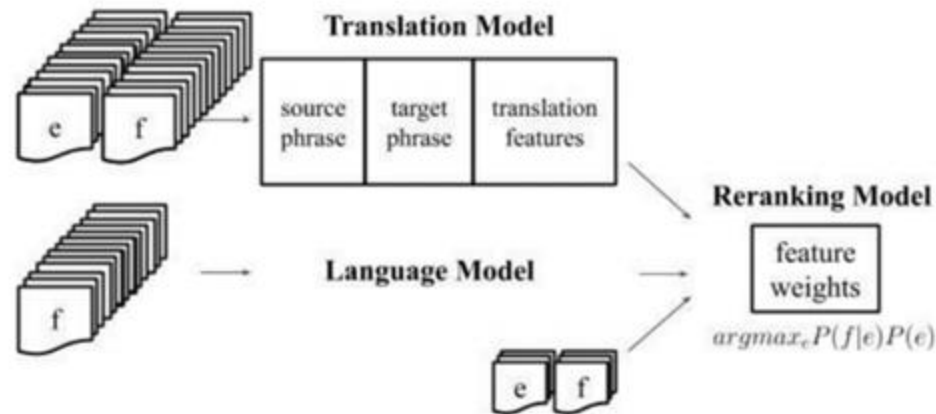 Translation Model
e f
source phrase
target phrase
translation features
Reranking Model
f
Language Model
feature
weights
argmax_e P(f|e)P(e)
e f